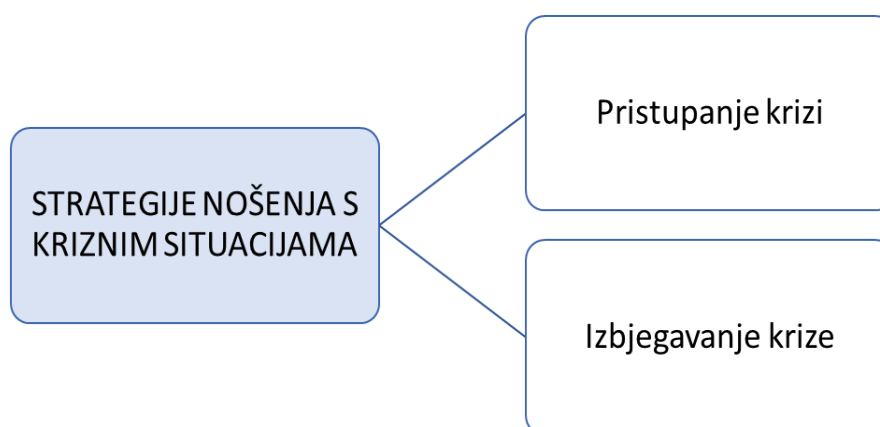 STRATEGIJE NOŠENJA S
KRIZNIM SITUACIJAMA
Pristupanje krizi
Izbjegavanje krize